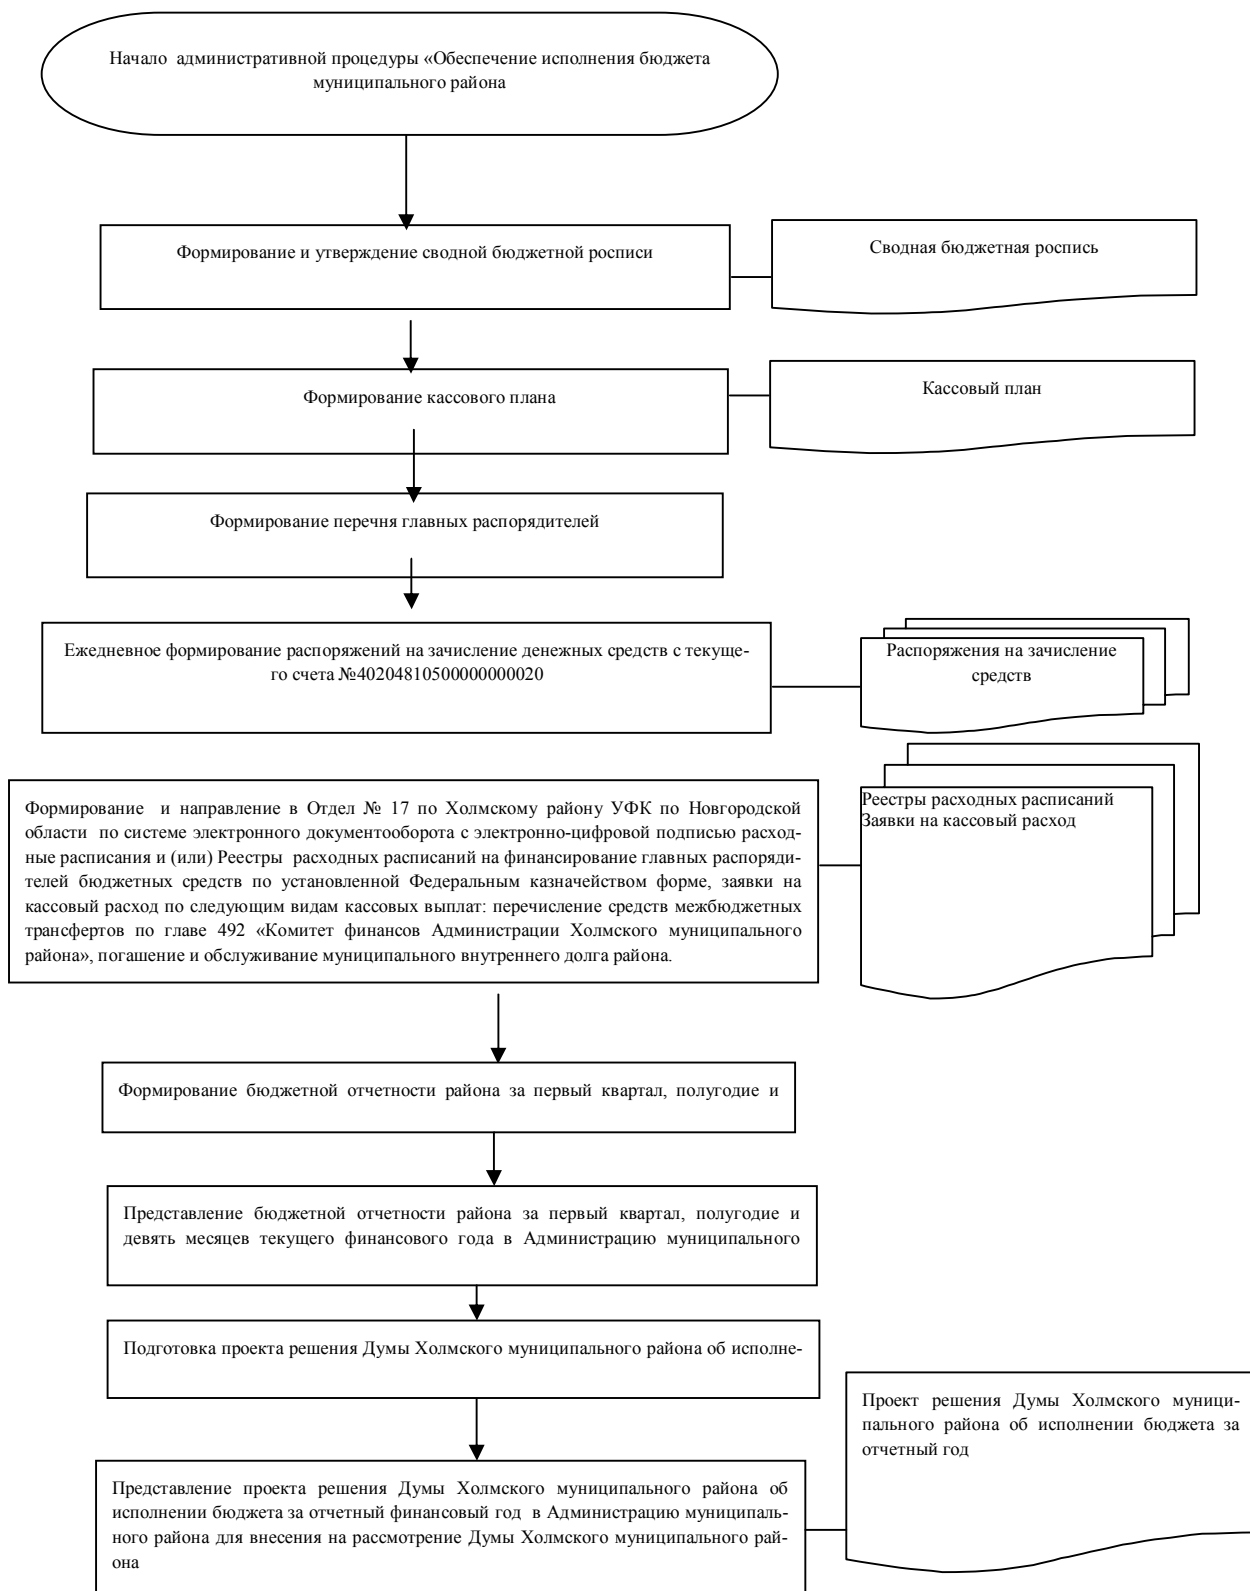 Начало  административной процедуры «Обеспечение исполнения бюджета
муниципального района
Формирование и утверждение сводной бюджетной росписи
Сводная бюджетная роспись
Формирование кассового плана
Кассовый план
Формирование перечня главных распорядителей
Ежедневное формирование распоряжений на зачисление денежных средств с текуще-
го счета №40204810500000000020
Распоряжения на зачисление
средств
Формирование  и направление в Отдел № 17 по Холмскому району УФК по Новгородской
области  по системе электронного документооборота с электронно-цифровой подписью расход-
ные расписания и (или) Реестры  расходных расписаний на финансирование главных распоряди-
телей бюджетных средств по установленной Федеральным казначейством форме, заявки на
кассовый расход по следующим видам кассовых выплат: перечисление средств межбюджетных
трансфертов по главе 492 «Комитет финансов Администрации Холмского муниципального
района», погашение и обслуживание муниципального внутреннего долга района.
Реестры расходных расписаний
Заявки на кассовый расход
Формирование бюджетной отчетности района за первый квартал, полугодие и
Представление бюджетной отчетности района за первый квартал, полугодие и
девять месяцев текущего финансового года в Администрацию муниципального
Подготовка проекта решения Думы Холмского муниципального района об исполне-
Проект решения Думы Холмского муници-
пального района об исполнении бюджета за
отчетный год
Представление проекта решения Думы Холмского муниципального района об
исполнении бюджета за отчетный финансовый год  в Администрацию муниципаль-
ного района для внесения на рассмотрение Думы Холмского муниципального рай-
она